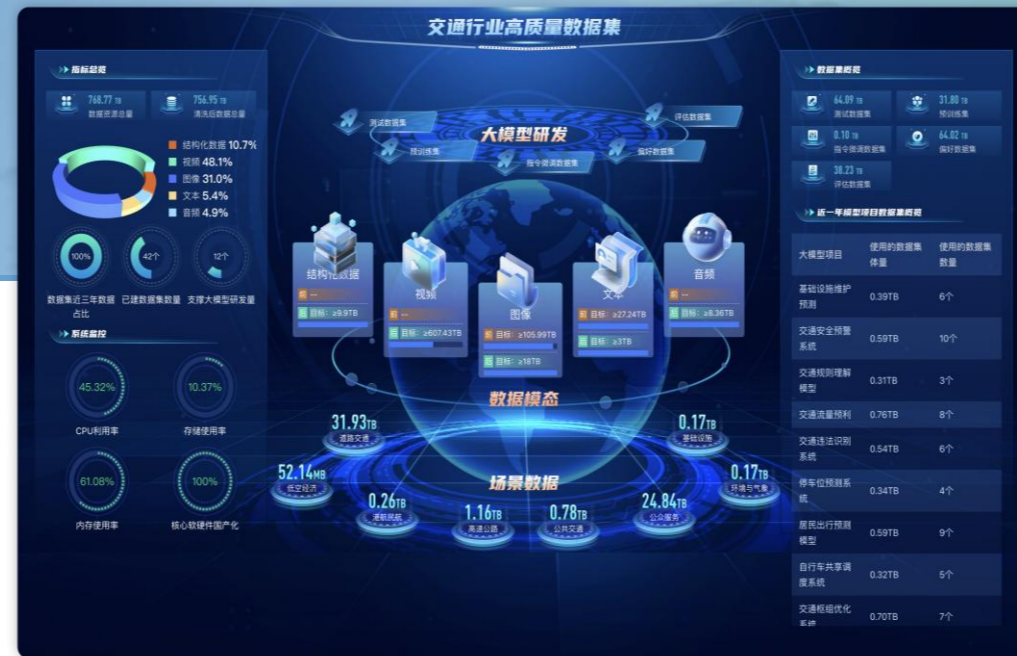 交通行业高质量数据集
指标总览
768.77 TB
数据资源总量
756.95 TB
清洗后数据总量
结构化数据 10.7%
视频 48.1%
图像 31.0%
文本 5.4%
音频 4.9%
100%
42个
12个
数据集近三年数据占比
已建数据集数量
支撑大模型研发量
系统监控
45.32%
10.37%
CPU利用率
存储使用率
61.08%
100%
内存使用率
核心软硬件国产化
大模型研发
测试数据集
预训练集
指令微调数据集
偏好数据集
评估数据集
结构化数据
前 --
后 目标：≥9.9TB
视频
前 --
后 目标：≥607.43TB
图像
前 目标：≥105.99TB
后 目标：≥18TB
文本
前 目标：≥27.24TB
后 目标：≥3TB
音频
前 --
后 目标：≥8.36TB
数据模态
场景数据
31.93TB
道路交通
52.14MB
低空经济
0.26TB
港航民航
1.16TB
高速公路
0.78TB
公共交通
24.84TB
公众服务
0.17TB
环境与气象
0.17TB
基础设施
数据集概览
64.09 TB
测试数据集
31.80 TB
预训练集
0.10 TB
指令微调数据集
64.02 TB
偏好数据集
38.23 TB
评估数据集
近一年模型项目数据集概览
大模型项目 使用的数据集体量 使用的数据集数量
基础设施维护预测 0.39TB 6个
交通安全预警系统 0.59TB 10个
交通规则理解模型 0.31TB 3个
交通流量预利 0.76TB 8个
交通违法识别系统 0.54TB 6个
停车位预测系统 0.34TB 4个
居民出行预测模型 0.59TB 9个
自行车共享调度系统 0.32TB 5个
交通枢纽优化系统 0.70TB 7个